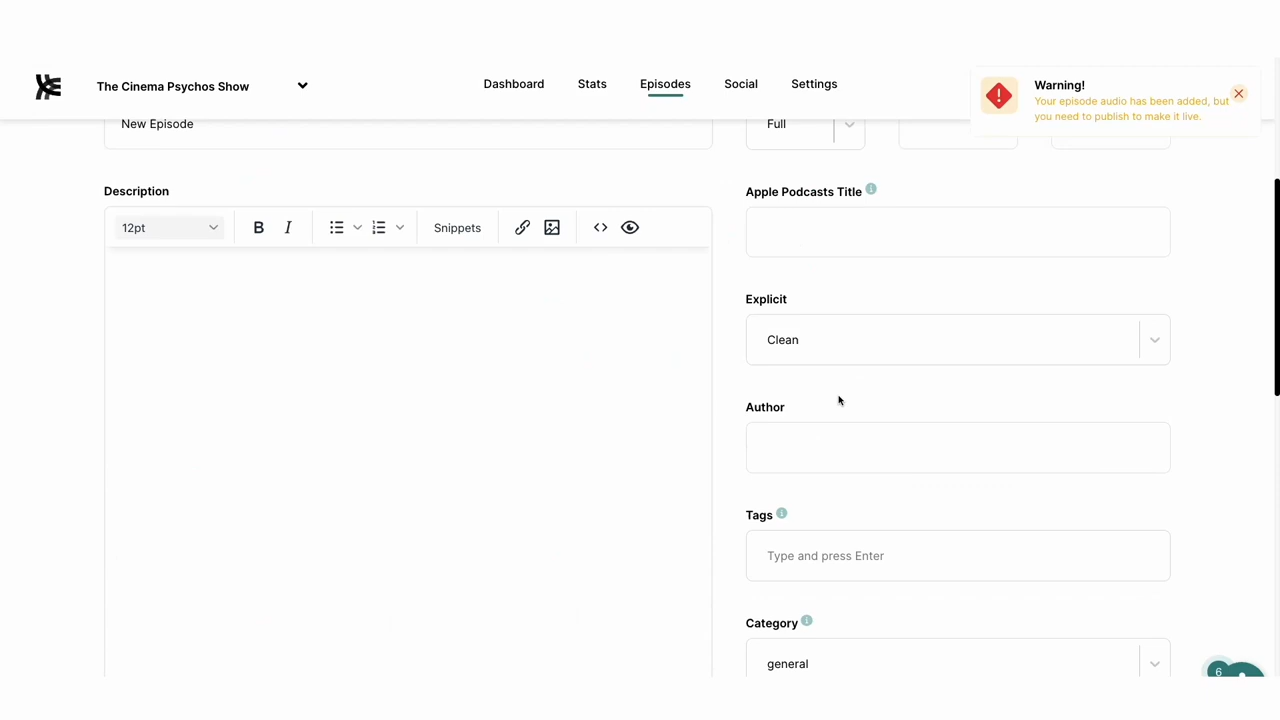 The Cinema Psychos Show
Dashboard
Stats
Episodes
Social
Settings
Warning!
Your episode audio has been added, but
you need to publish to make it live.
New Episode
Full
Description
Apple Podcasts Title
12pt
B
I
Snippets
Explicit
Clean
Author
Tags
Type and press Enter
Category
general
6